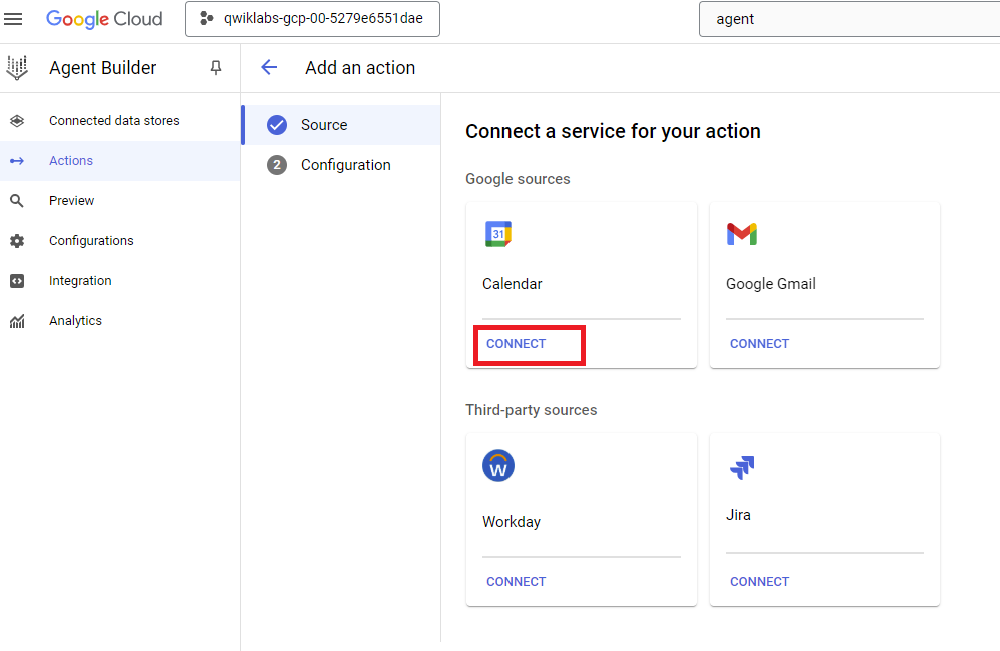 Google Cloud
qwiklabs-gcp-00-5279e6551dae
agent
Agent Builder
Add an action
Connected data stores
Actions
Preview
Configurations
Integration
Analytics
Source
2 Configuration
Connect a service for your action
Google sources
31
Calendar
CONNECT
Google Gmail
CONNECT
Third-party sources
W
Workday
CONNECT
Jira
CONNECT